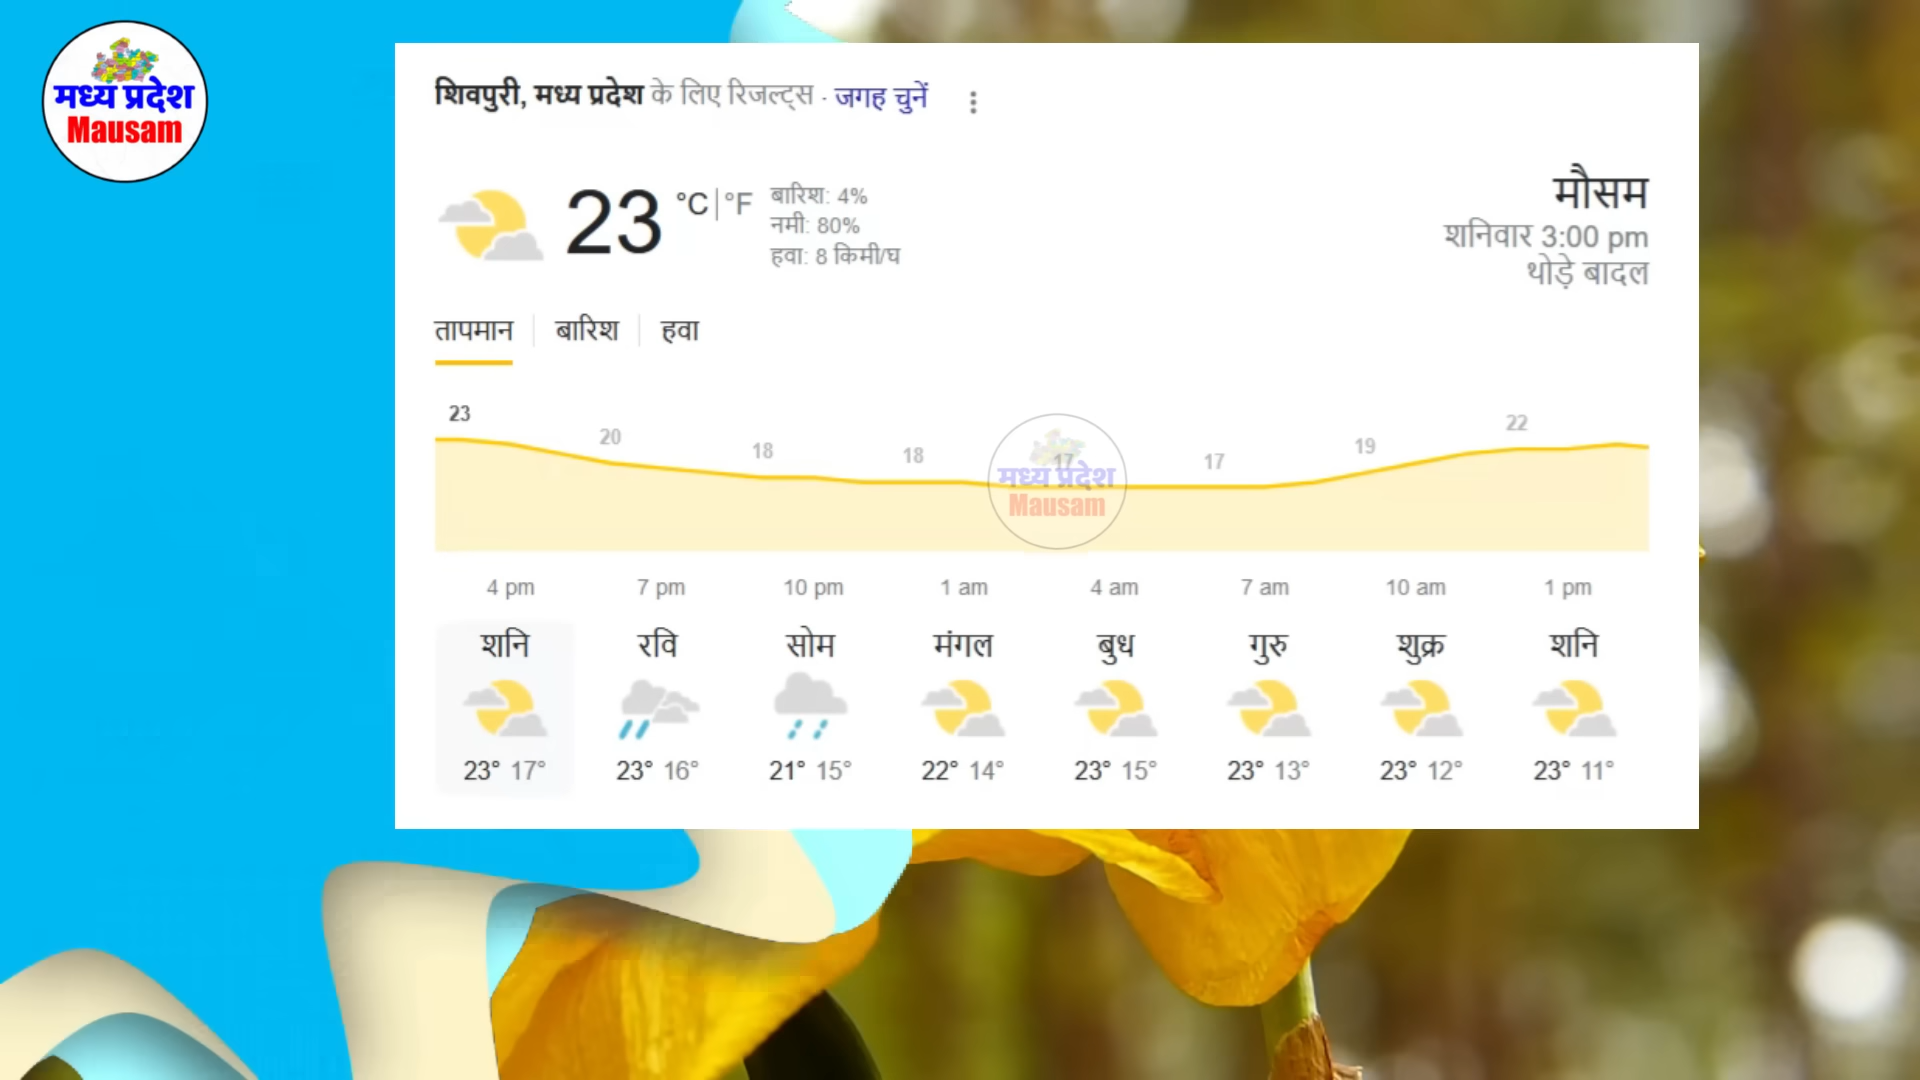 मध्य प्रदेश
Mausam
शिवपुरी, मध्य प्रदेश के लिए रिजल्ट्स · जगह चुनें
23 °C | °F
बारिश: 4%
नमी: 80%
हवा: 8 किमी/घ
मौसम
शनिवार 3:00 pm
थोड़े बादल
तापमान बारिश हवा
23 20 18 18 17 17 19 22
मध्य प्रदेश
Mausam
4 pm 7 pm 10 pm 1 am 4 am 7 am 10 am 1 pm
शनि रवि सोम मंगल बुध गुरु शुक्र शनि
23° 17° 23° 16° 21° 15° 22° 14° 23° 15° 23° 13° 23° 12° 23° 11°